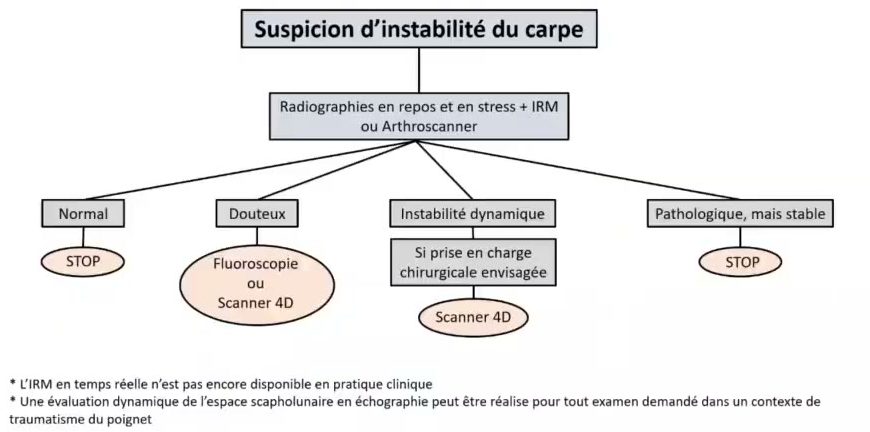 Suspicion d’instabilité du carpe
Radiographies en repos et en stress + IRM
ou Arthroscanner
Normal
STOP
Douteux
Fluoroscopie
ou
Scanner 4D
Instabilité dynamique
Si prise en charge
chirurgicale envisagée
Scanner 4D
Pathologique, mais stable
STOP
* L’IRM en temps réelle n’est pas encore disponible en pratique clinique
* Une évaluation dynamique de l’espace scapholunaire en échographie peut être réalise pour tout examen demandé dans un contexte de
traumatisme du poignet